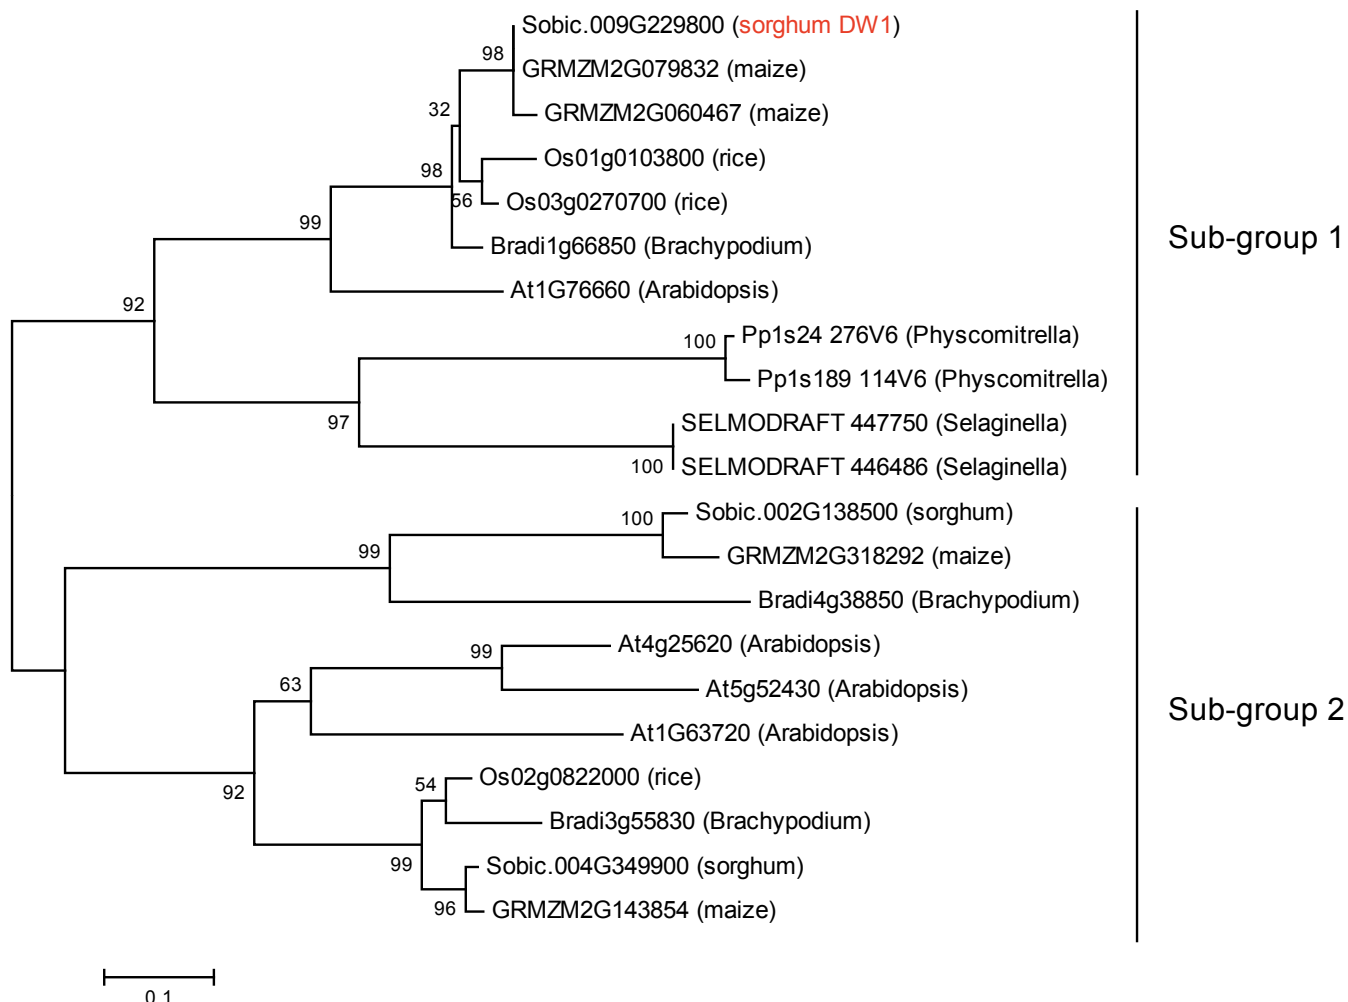 Sobic.009G229800 (sorghum DW1)
98
GRMZM2G079832 (maize)
32
GRMZM2G060467 (maize)
Os01g0103800 (rice)
98
56
Os03g0270700 (rice)
99
Bradi1g66850 (Brachypodium)
Sub-group 1
At1G76660 (Arabidopsis)
92
Pp1s24 276V6 (Physcomitrella)
100
Pp1s189 114V6 (Physcomitrella)
97
SELMODRAFT 447750 (Selaginella)
100
SELMODRAFT 446486 (Selaginella)
Sobic.002G138500 (sorghum)
100
99
GRMZM2G318292 (maize)
Bradi4g38850 (Brachypodium)
At4g25620 (Arabidopsis)
99
63
At5g52430 (Arabidopsis)
Sub-group 2
At1G63720 (Arabidopsis)
Os02g0822000 (rice)
54
92
Bradi3g55830 (Brachypodium)
99
Sobic.004G349900 (sorghum)
96
GRMZM2G143854 (maize)
0.1